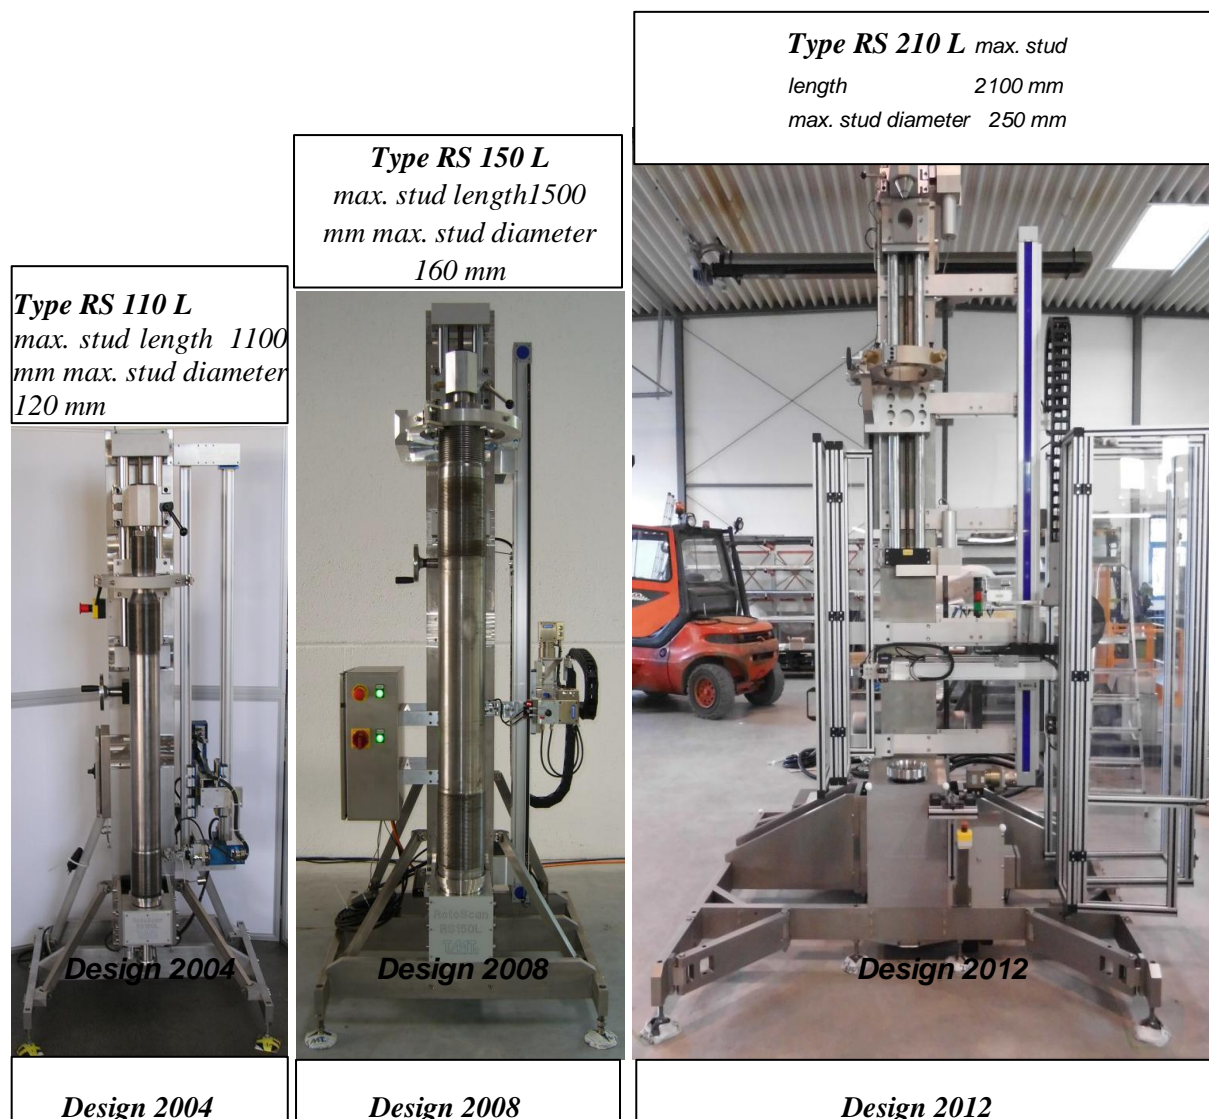 Type RS 210 L max. stud
length 2100 mm
max. stud diameter 250 mm
Type RS 150 L
max. stud length1500
mm max. stud diameter
160 mm
Type RS 110 L
max. stud length 1100
mm max. stud diameter
120 mm
RotoScan
RS150L
Design 2004
Design 2008
Design 2012
Design 2004
Design 2008
Design 2012